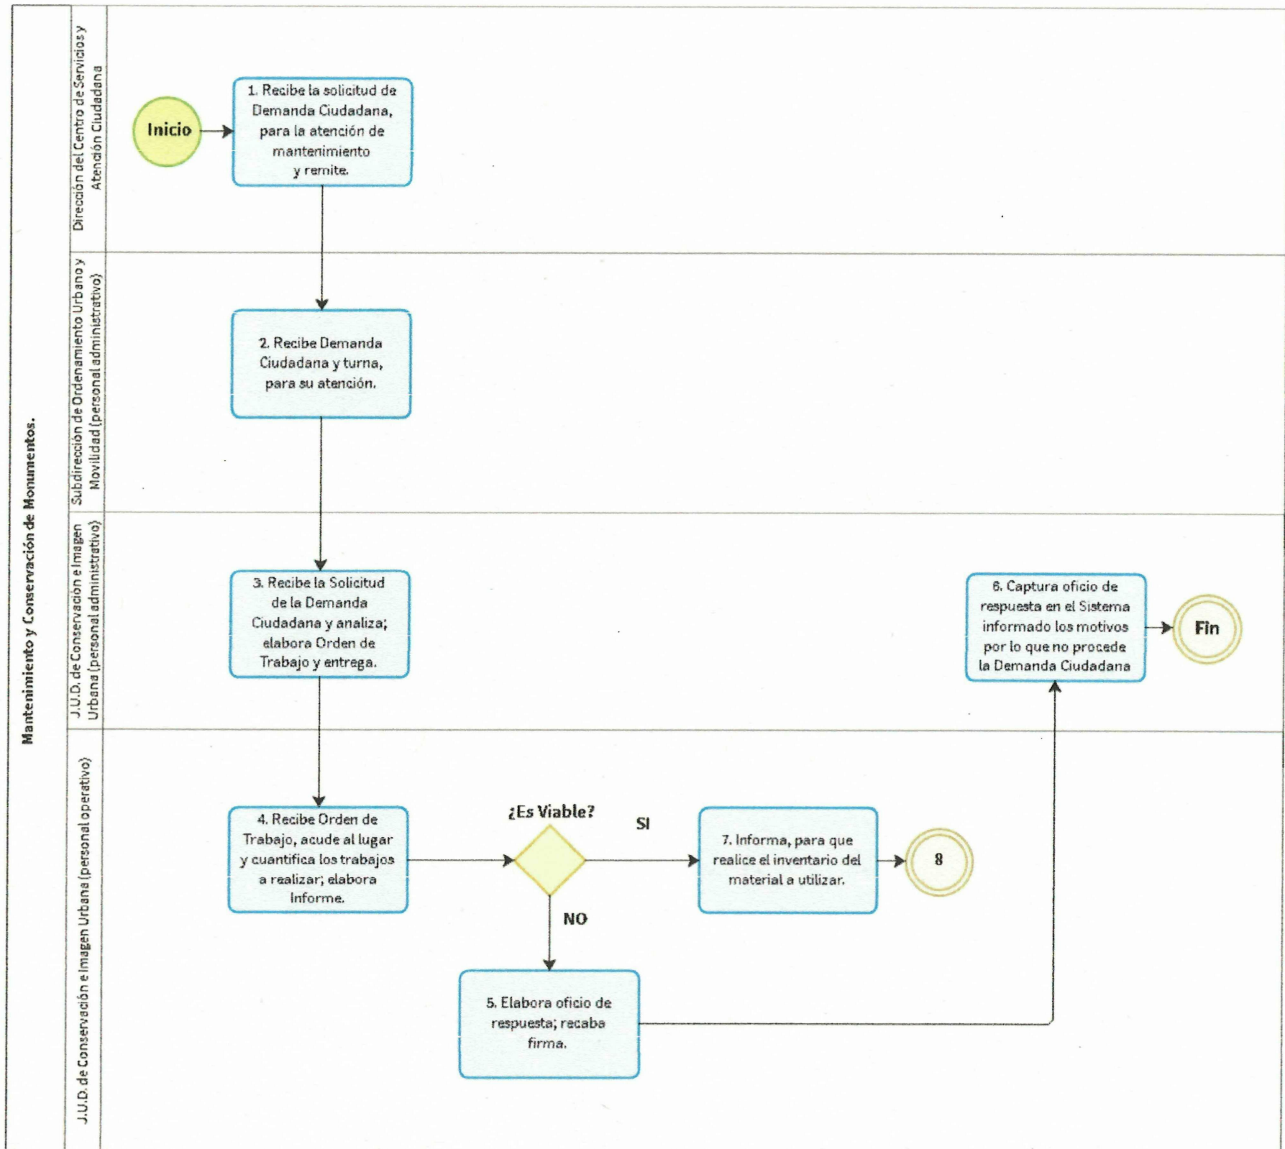 Mantenimiento y Conservación de Monumentos.
Dirección del Centro de Servicios y
Atención Ciudadana
Inicio
1. Recibe la solicitud de
Demanda Ciudadana,
para la atención de
mantenimiento
y remite.
Subdirección de Ordenamiento Urbano y
Movilidad (personal administrativo)
2. Recibe Demanda
Ciudadana y turna,
para su atención.
J.U.D. de Conservación e Imagen
Urbana (personal administrativo)
3. Recibe la Solicitud
de la Demanda
Ciudadana y analiza;
elabora Orden de
Trabajo y entrega.
6. Captura oficio de
respuesta en el Sistema
informado los motivos
por lo que no procede
la Demanda Ciudadana
Fin
J.U.D. de Conservación e Imagen Urbana (personal operativo)
4. Recibe Orden de
Trabajo, acude al lugar
y cuantifica los trabajos
a realizar; elabora
Informe.
¿Es Viable?
SI
7. Informa, para que
realice el inventario del
material a utilizar.
8
NO
5. Elabora oficio de
respuesta; recaba
firma.